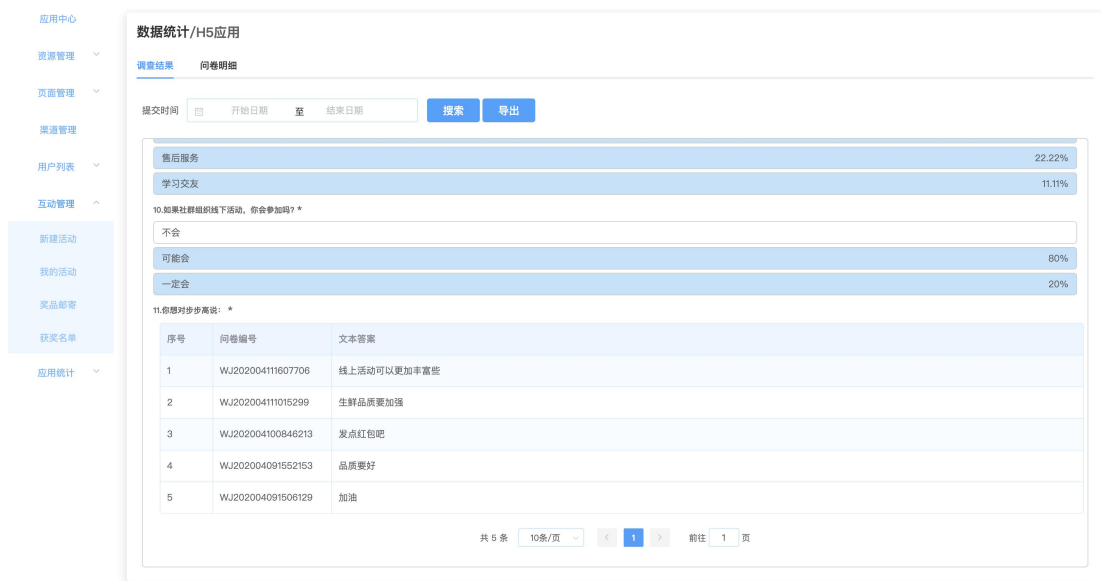 应用中心
资源管理
页面管理
渠道管理
用户列表
互动管理
新建活动
我的活动
奖品邮寄
获奖名单
应用统计
数据统计/H5应用
调查结果 问卷明细
提交时间 开始日期 至 结束日期 搜索 导出
售后服务 22.22%
学习交友 11.11%
10.如果社群组织线下活动，你会参加吗? *
不会
可能会 80%
一定会 20%
11.你想对步步高说： *
序号 问卷编号 文本答案
1 WJ202004111607706 线上活动可以更加丰富些
2 WJ202004111015299 生鲜品质要加强
3 WJ202004100846213 发点红包吧
4 WJ202004091552153 品质要好
5 WJ202004091506129 加油
共 5 条 10条/页 1 前往 1 页